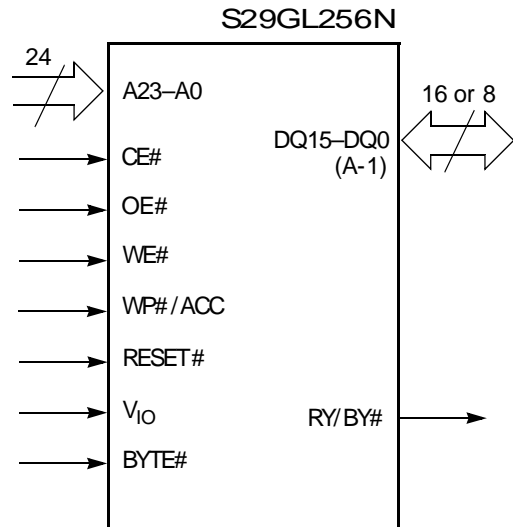 S29GL256N
24
A23–A0
16 or 8
DQ15–DQ0
(A-1)
CE#
OE#
WE#
WP#/ACC
RESET#
VIO
RY/BY#
BYTE#